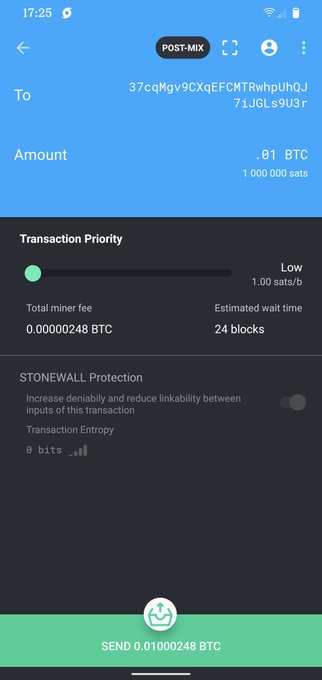 17:25
POST-MIX
To
37cqMgv9CXqEFCMTRwhpUhQJ
7iJGLs9U3r
Amount
.01 BTC
1 000 000 sats
Transaction Priority
Low
1.00 sats/b
Total miner fee
Estimated wait time
0.00000248 BTC
24 blocks
STONEWALL Protection
Increase deniabily and reduce linkability between
inputs of this transaction
Transaction Entropy
0 bits
SEND 0.01000248 BTC